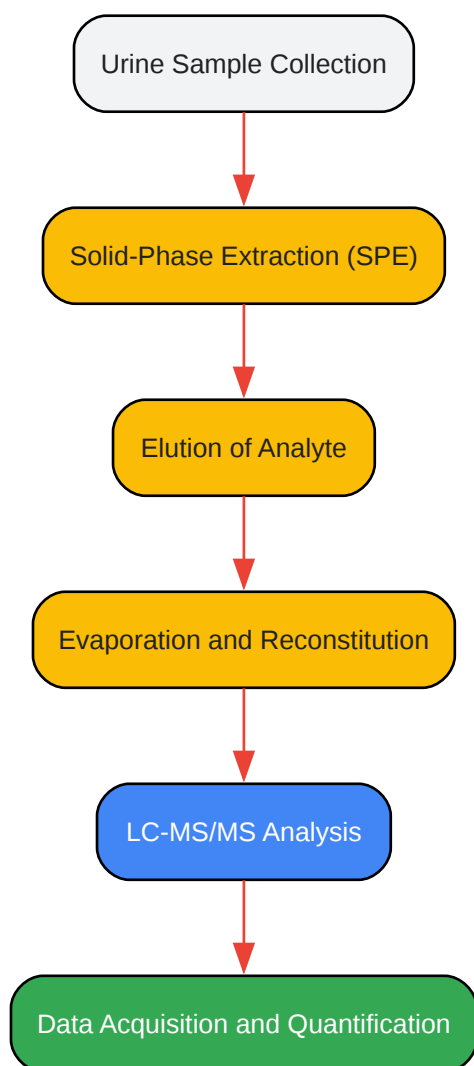 Urine Sample Collection
Solid-Phase Extraction (SPE)
Elution of Analyte
Evaporation and Reconstitution
LC-MS/MS Analysis
Data Acquisition and Quantification